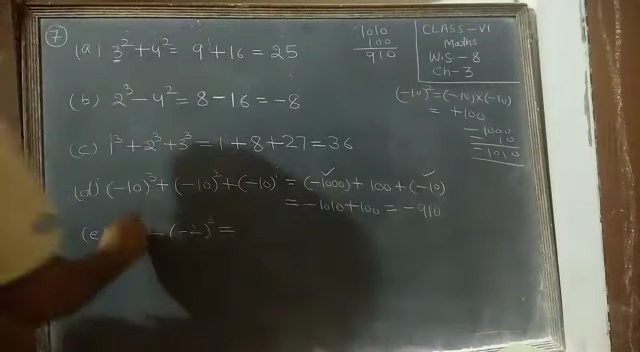 7
(a) 3² + 4² = 9 + 16 = 25
(b) 2³ - 4² = 8 - 16 = -8
(c) 1³ + 2³ + 3³ = 1 + 8 + 27 = 36
(d) (-10)³ + (-10)² + (-10)¹ = (-1000) + 100 + (-10)
= -1010 + 100 = -910
(e) - (-2)² =
1010
100
910
CLASS - VI
Maths
W.S - 8
Ch - 3
(-10)² = (-10) x (-10)
= +100
- 1000
- 10
- 1010